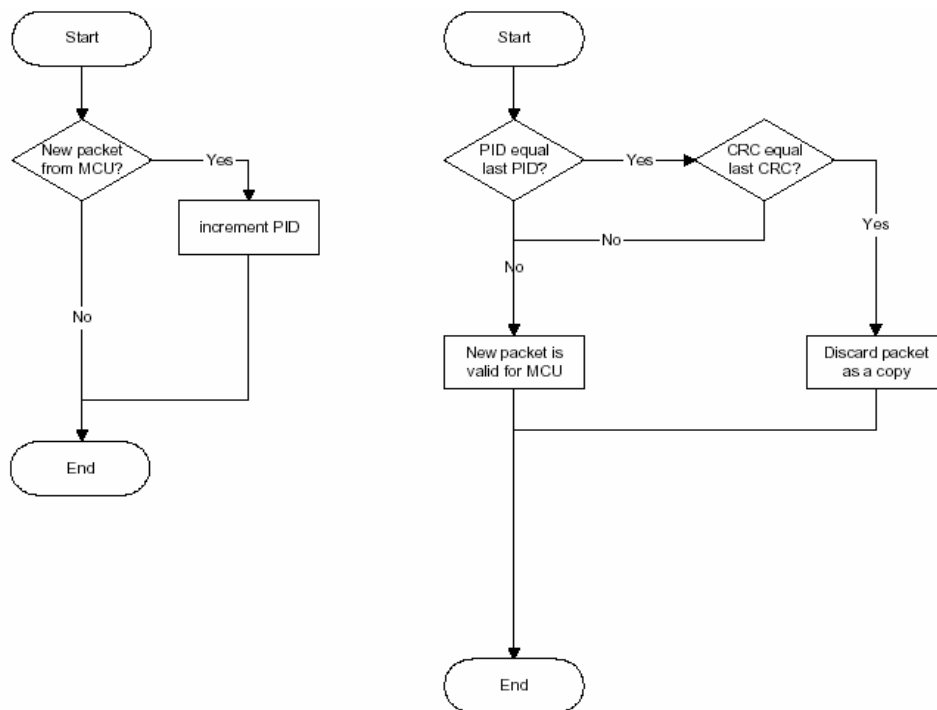 Start
New packet
from MCU?
Yes
increment PID
No
End
Start
PID equal
last PID?
Yes
CRC equal
last CRC?
No
Yes
No
New packet is
valid for MCU
Discard packet
as a copy
End